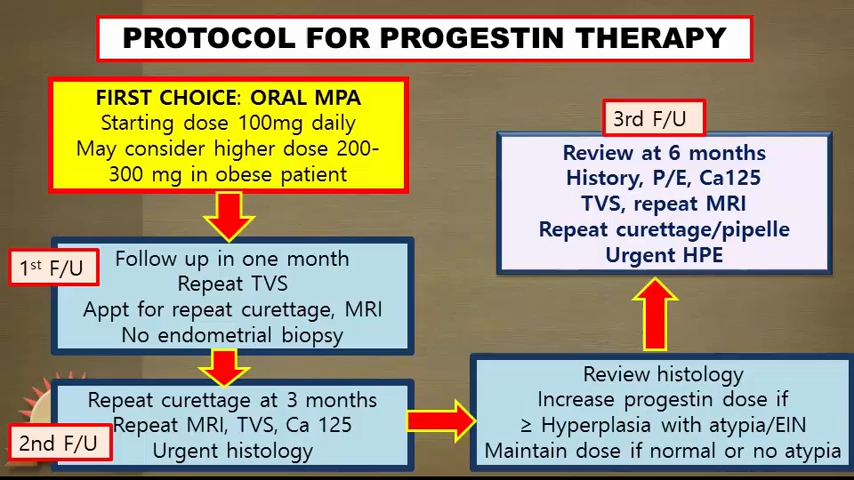 PROTOCOL FOR PROGESTIN THERAPY
FIRST CHOICE: ORAL MPA
Starting dose 100mg daily
May consider higher dose 200-
300 mg in obese patient
1st F/U
Follow up in one month
Repeat TVS
Appt for repeat curettage, MRI
No endometrial biopsy
2nd F/U
Repeat curettage at 3 months
Repeat MRI, TVS, Ca 125
Urgent histology
Review histology
Increase progestin dose if
≥ Hyperplasia with atypia/EIN
Maintain dose if normal or no atypia
3rd F/U
Review at 6 months
History, P/E, Ca125
TVS, repeat MRI
Repeat curettage/pipelle
Urgent HPE